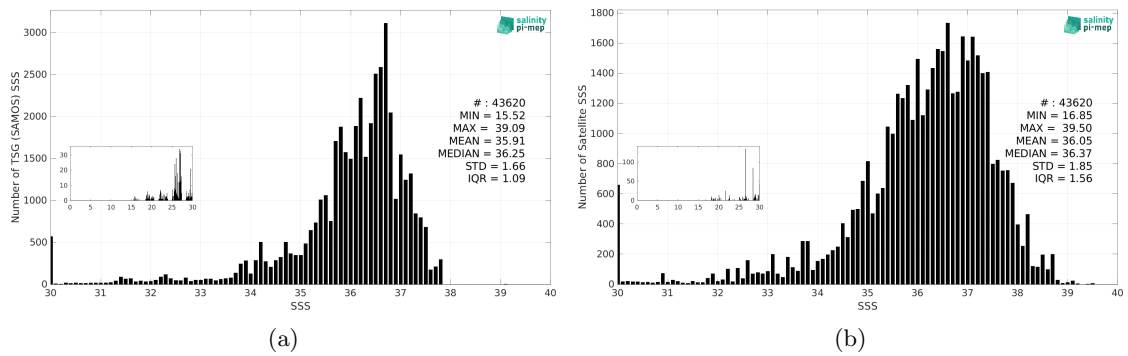 salinity
pi-mep
Number of TSG (SAMOS) SSS
3000
2500
2000
1500
1000
500
0
# : 43620
MIN = 15.52
MAX = 39.09
MEAN = 35.91
MEDIAN = 36.25
STD = 1.66
IQR = 1.09
30
20
10
0
0 5 10 15 20 25 30
30 31 32 33 34 35 36 37 38 39 40
SSS
(a)
salinity
pi-mep
Number of Satellite SSS
1800
1600
1400
1200
1000
800
600
400
200
0
# : 43620
MIN = 16.85
MAX = 39.50
MEAN = 36.05
MEDIAN = 36.37
STD = 1.85
IQR = 1.56
100
50
0
0 5 10 15 20 25 30
30 31 32 33 34 35 36 37 38 39 40
SSS
(b)